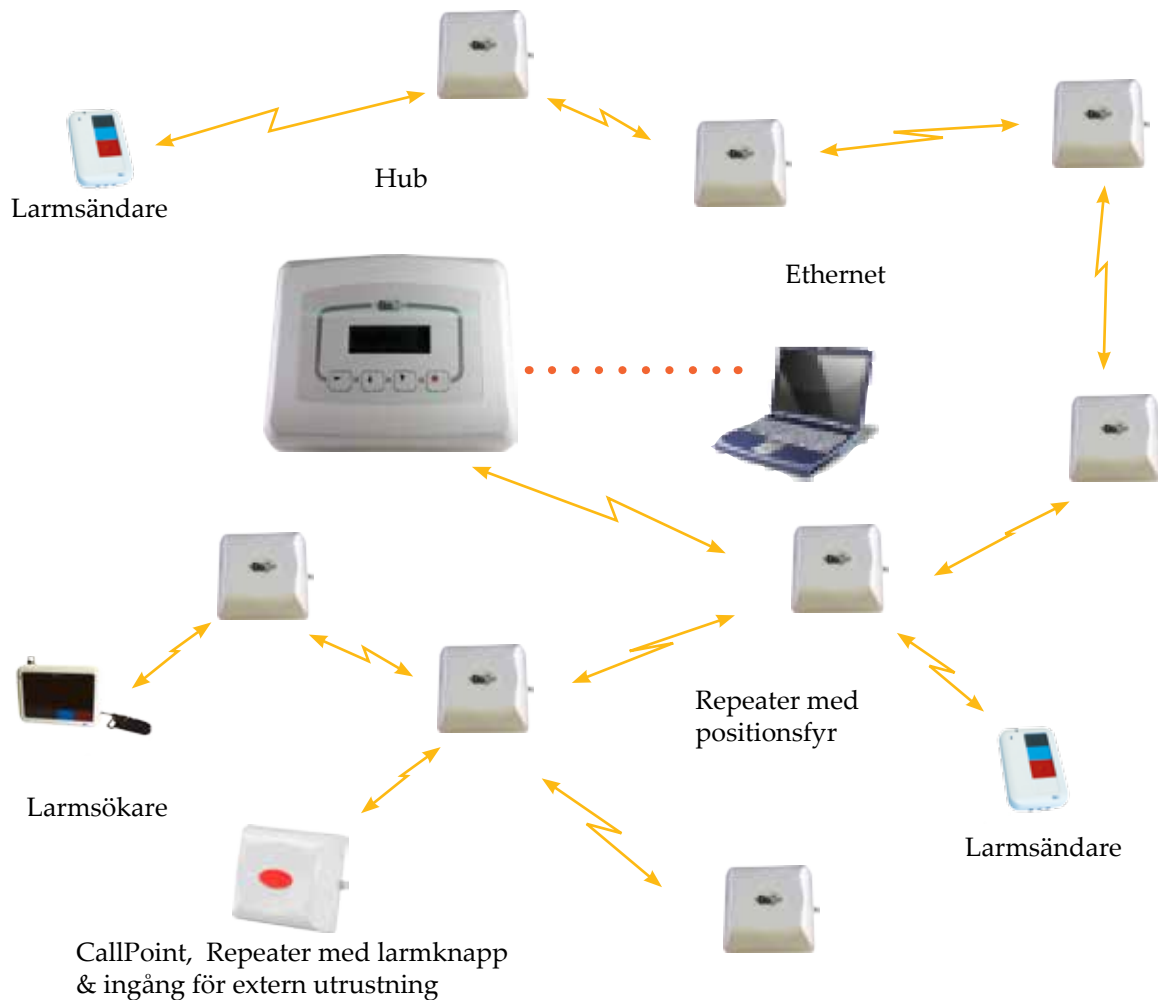 Hub
Larmsändare
Ethernet
Repeater med
positionsfyr
Larmsökare
Larmsändare
CallPoint, Repeater med larmknapp
& ingång för extern utrustning